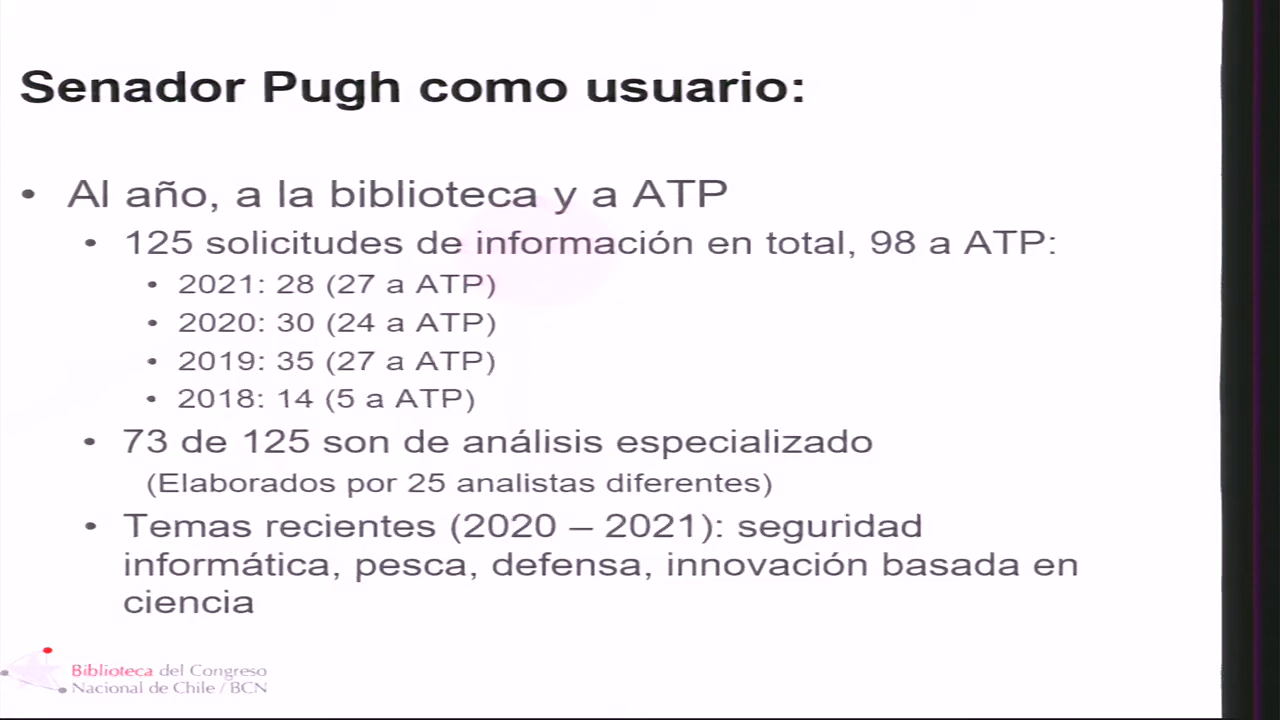 Senador Pugh como usuario:
• Al año, a la biblioteca y a ATP
• 125 solicitudes de información en total, 98 a ATP:
• 2021: 28 (27 a ATP)
• 2020: 30 (24 a ATP)
• 2019: 35 (27 a ATP)
• 2018: 14 (5 a ATP)
• 73 de 125 son de análisis especializado
(Elaborados por 25 analistas diferentes)
• Temas recientes (2020 – 2021): seguridad
informática, pesca, defensa, innovación basada en
ciencia
Biblioteca del Congreso
Nacional de Chile / BCN